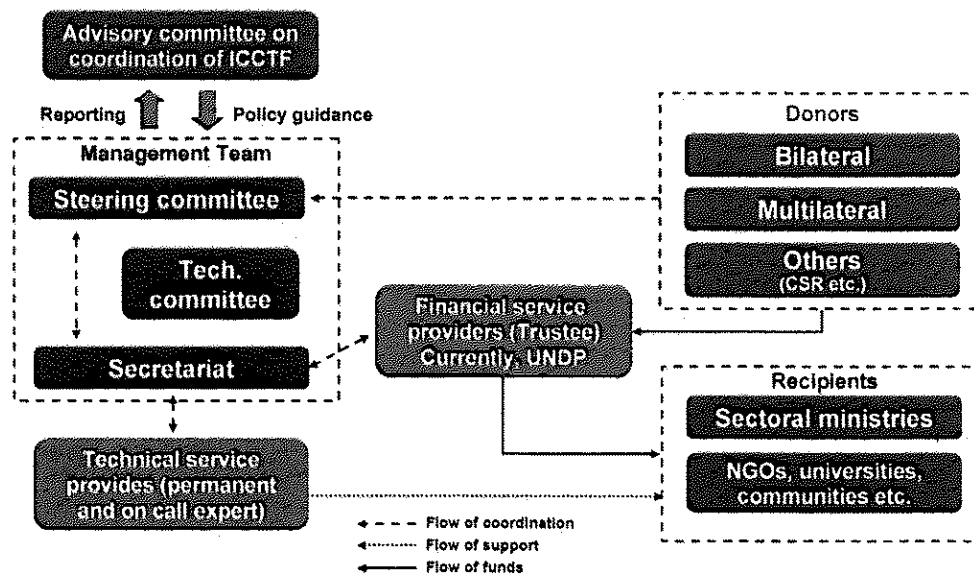 Advisory committee on
coordination of ICCTF
Reporting
Policy guidance
Management Team
Steering committee
Tech.
committee
Secretariat
Technical service
provides (permanent
and on call expert)
Financial service
providers (Trustee)
Currently, UNDP
Donors
Bilateral
Multilateral
Others
(CSR etc.)
Recipients
Sectoral ministries
NGOs, universities,
communities etc.
Flow of coordination
Flow of support
Flow of funds